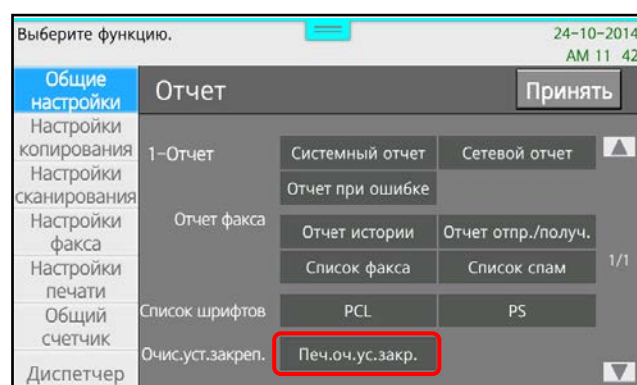 Выберите функцию.
24-10-2014
AM 11 42
Общие
настройки
Отчет
Принять
Настройки
копирования
Настройки
сканирования
Настройки
факса
Настройки
печати
Общий
счетчик
Диспетчер
1-Отчет
Системный отчет
Сетевой отчет
Отчет при ошибке
Отчет факса
Отчет истории
Отчет отпр./получ.
Список факса
Список спам
1/1
Список шрифтов
PCL
PS
Очис.уст.закреп.
Печ.оч.ус.закр.